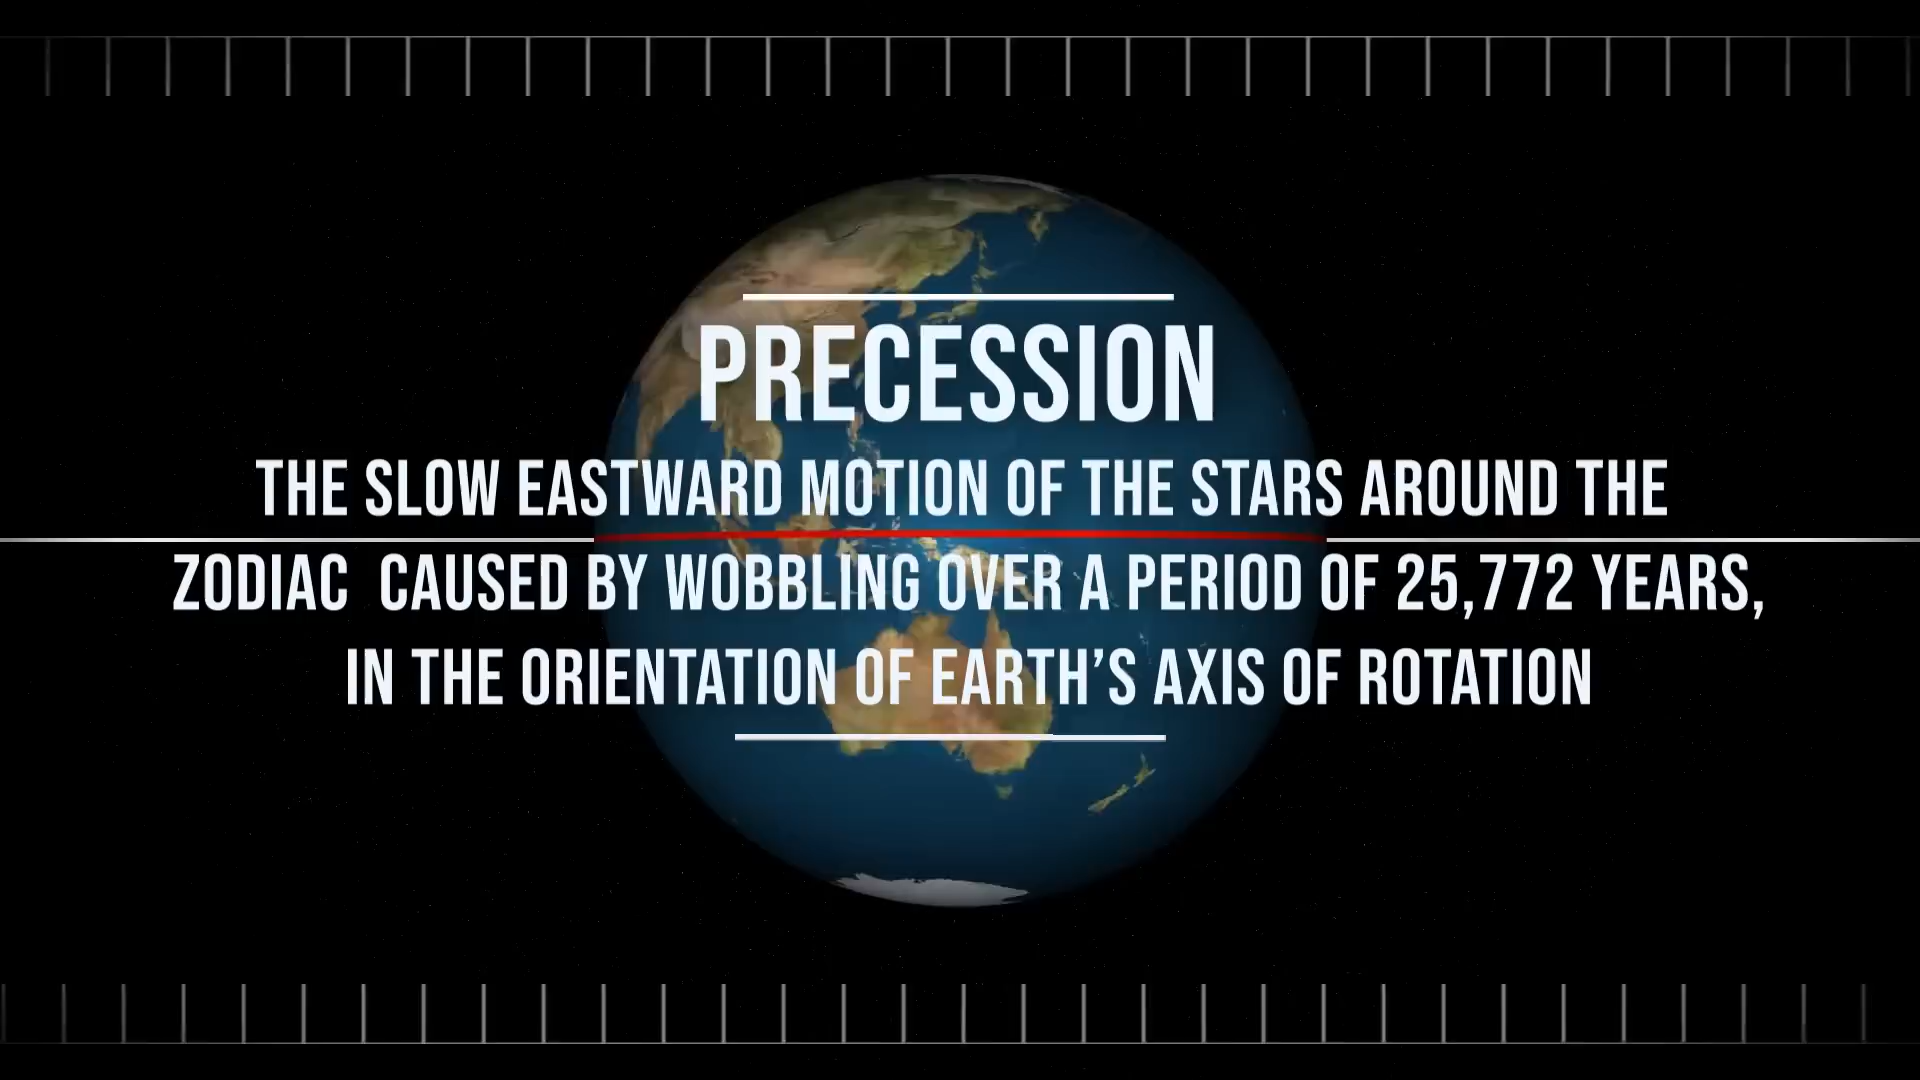 PRECESSION
THE SLOW EASTWARD MOTION OF THE STARS AROUND THE
ZODIAC CAUSED BY WOBBLING OVER A PERIOD OF 25,772 YEARS,
IN THE ORIENTATION OF EARTH’S AXIS OF ROTATION